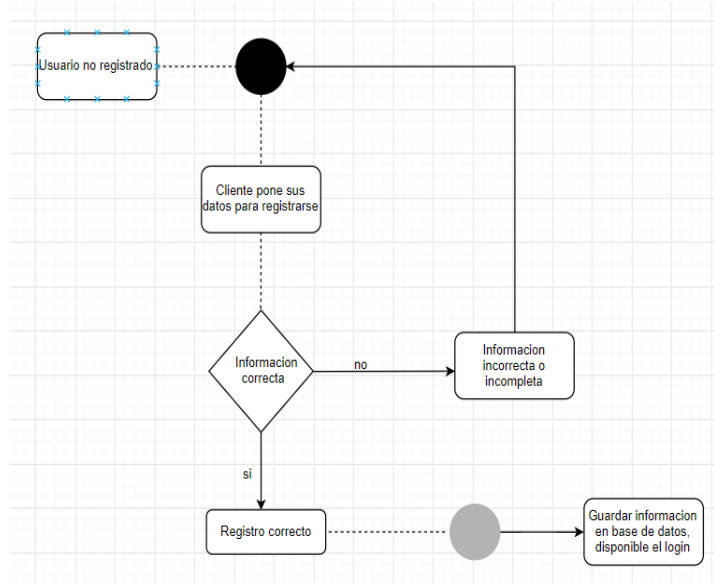 Usuario no registrado
Cliente pone sus
datos para registrarse
Informacion
correcta
no
Informacion
incorrecta o
incompleta
si
Registro correcto
Guardar informacion
en base de datos,
disponible el login